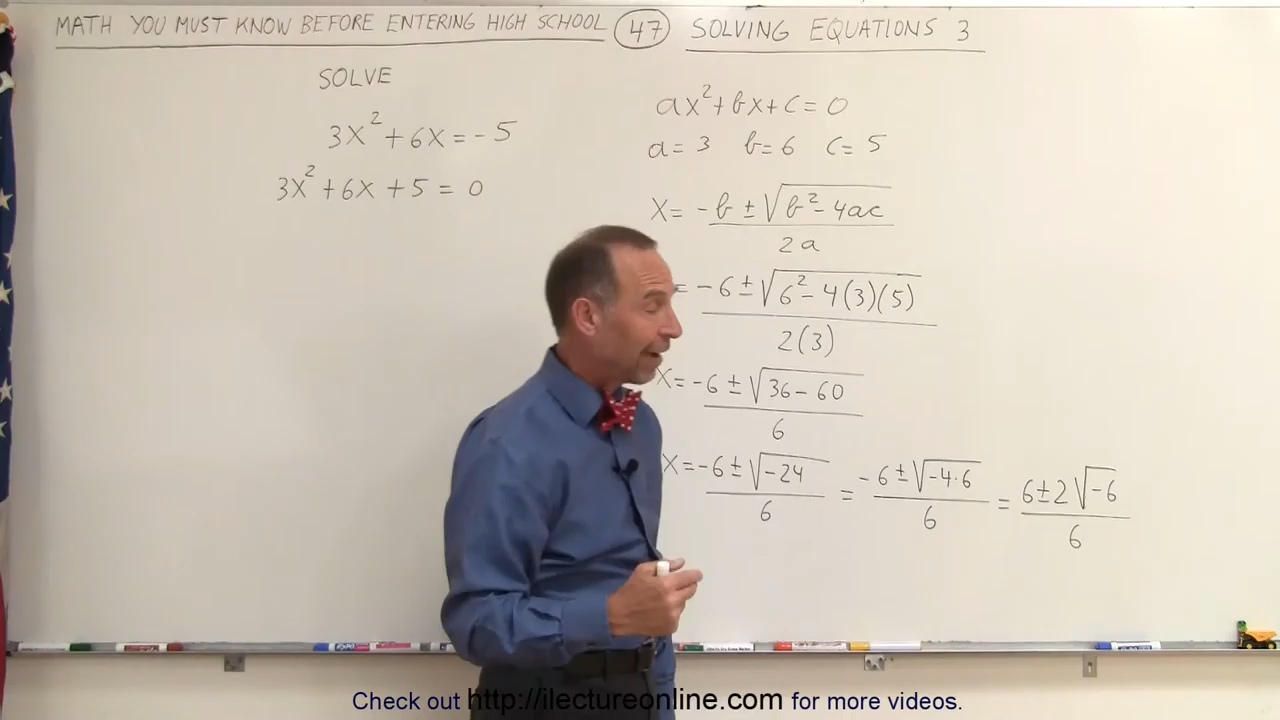 MATH YOU MUST KNOW BEFORE ENTERING HIGH SCHOOL 47 SOLVING EQUATIONS 3
SOLVE
3X² + 6X = -5
3X² + 6X + 5 = 0
ax² + bx + c = 0
a = 3 b = 6 c = 5
X = -b ± √(b² - 4ac) / 2a
= -6 ± √(6² - 4(3)(5)) / 2(3)
X = -6 ± √(36 - 60) / 6
X = -6 ± √(-24) / 6 = -6 ± √(-4·6) / 6 = 6 ± 2√(-6) / 6
Check out http://ilectureonline.com for more videos.